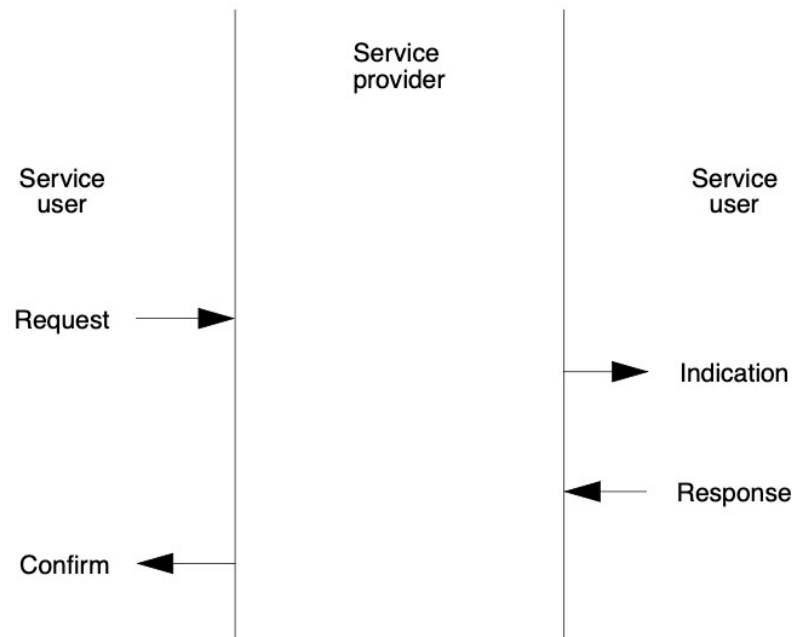 Service
provider
Service
user
Service
user
Request
Indication
Response
Confirm